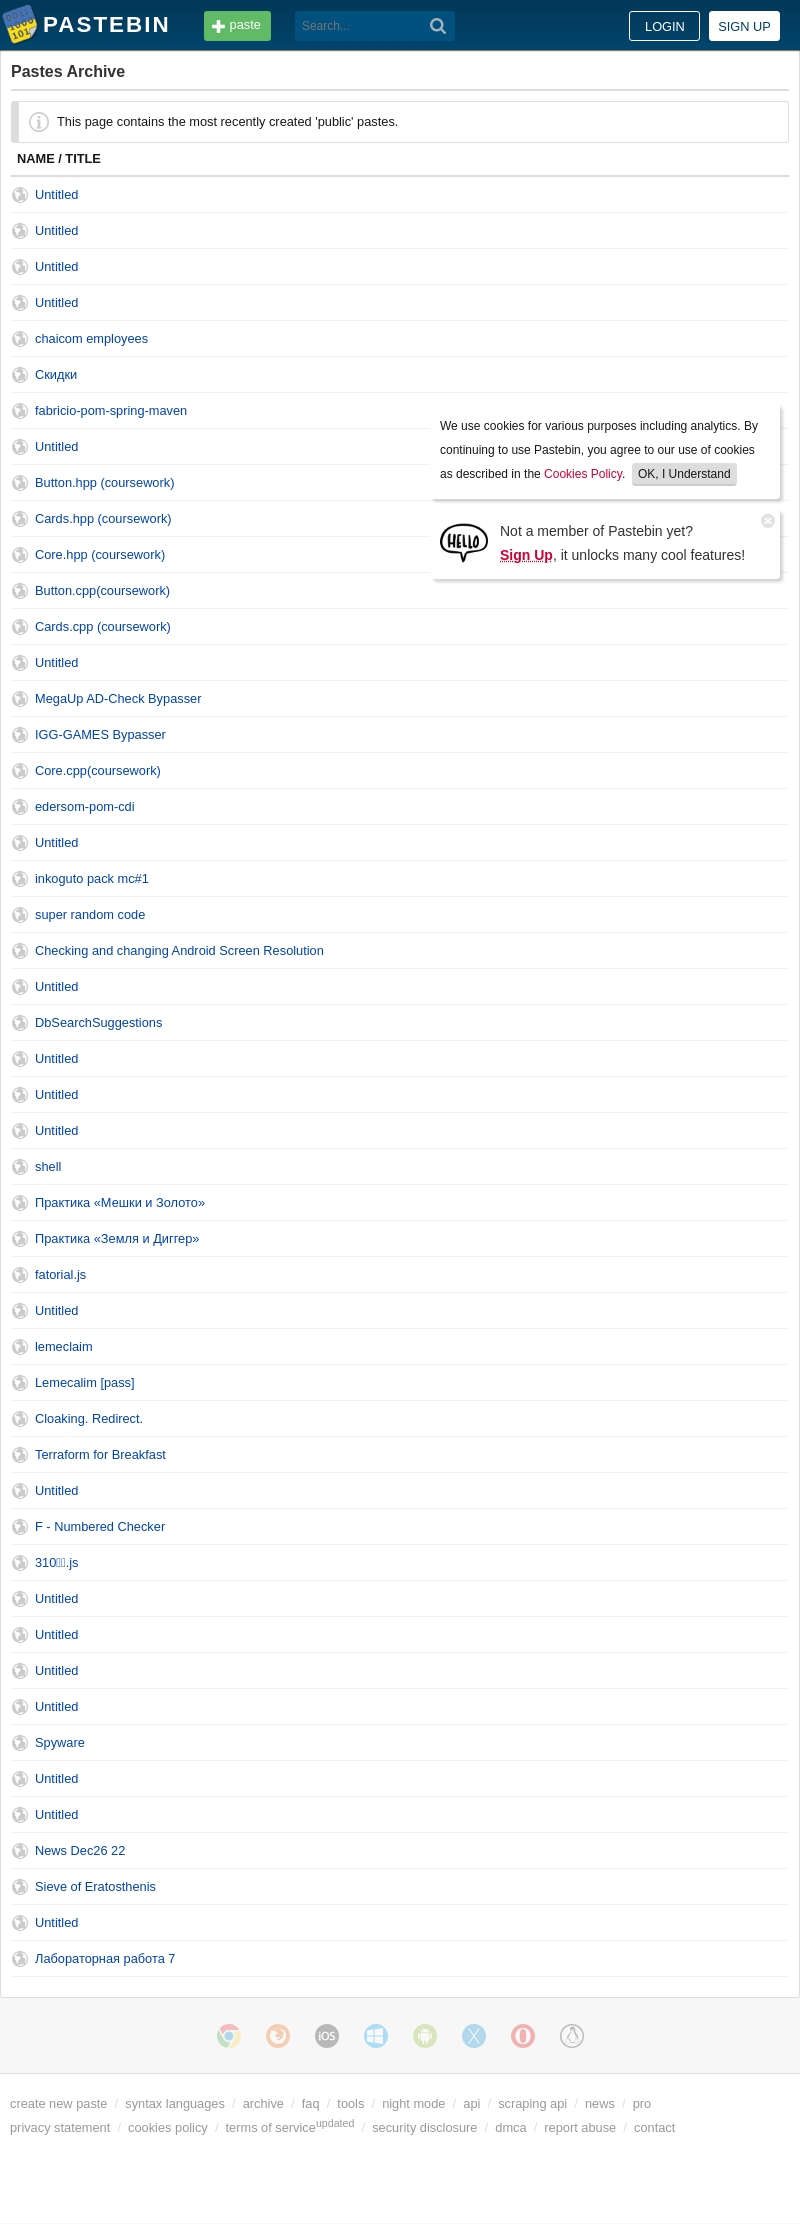 PASTEBIN
paste
Search...
LOGIN
SIGN UP
Pastes Archive
This page contains the most recently created 'public' pastes.
NAME / TITLE
Untitled
Untitled
Untitled
Untitled
chaicom employees
Скидки
fabricio-pom-spring-maven
Untitled
Button.hpp (coursework)
Cards.hpp (coursework)
Core.hpp (coursework)
Button.cpp(coursework)
Cards.cpp (coursework)
Untitled
MegaUp AD-Check Bypasser
IGG-GAMES Bypasser
Core.cpp(coursework)
edersom-pom-cdi
Untitled
inkoguto pack mc#1
super random code
Checking and changing Android Screen Resolution
Untitled
DbSearchSuggestions
Untitled
Untitled
Untitled
shell
Практика «Мешки и Золото»
Практика «Земля и Диггер»
fatorial.js
Untitled
lemeclaim
Lemecalim [pass]
Cloaking. Redirect.
Terraform for Breakfast
Untitled
F - Numbered Checker
310▯▯.js
Untitled
Untitled
Untitled
Untitled
Spyware
Untitled
Untitled
News Dec26 22
Sieve of Eratosthenis
Untitled
Лабораторная работа 7
We use cookies for various purposes including analytics. By
continuing to use Pastebin, you agree to our use of cookies
as described in the Cookies Policy. OK, I Understand
HELLO
Not a member of Pastebin yet?
Sign Up, it unlocks many cool features!
iOS
create new paste / syntax languages / archive / faq / tools / night mode / api / scraping api / news / pro
privacy statement / cookies policy / terms of service updated / security disclosure / dmca / report abuse / contact